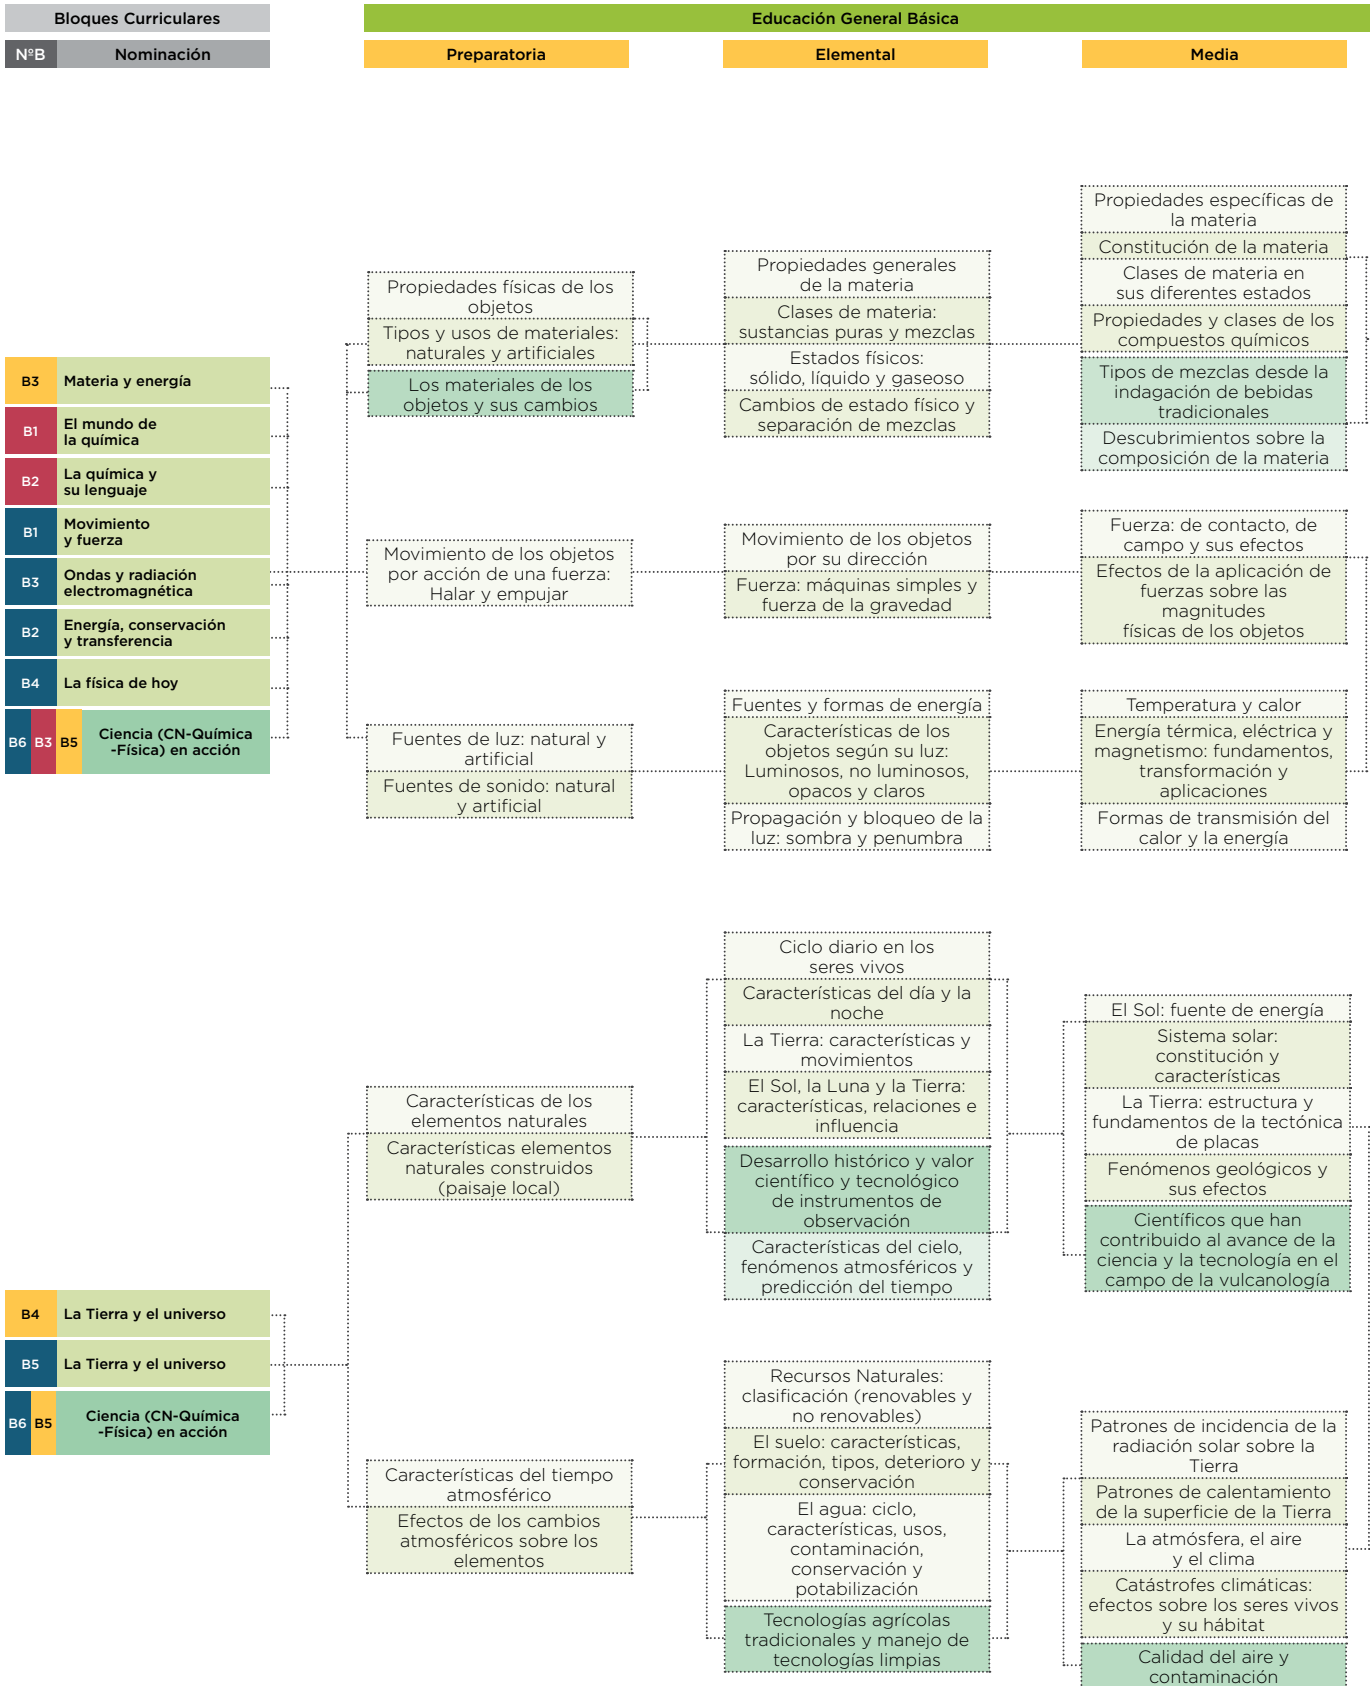 Bloques Curriculares
Educación General Básica
NºB
Nominación
Preparatoria
Elemental
Media
B3
Materia y energía
B1
El mundo de
la química
B2
La química y
su lenguaje
B1
Movimiento
y fuerza
B3
Ondas y radiación
electromagnética
B2
Energía, conservación
y transferencia
B4
La física de hoy
B6 B3 B5
Ciencia (CN-Química
-Física) en acción
Propiedades físicas de los
objetos
Tipos y usos de materiales:
naturales y artificiales
Los materiales de los
objetos y sus cambios
Propiedades generales
de la materia
Clases de materia:
sustancias puras y mezclas
Estados físicos:
sólido, líquido y gaseoso
Cambios de estado físico y
separación de mezclas
Propiedades específicas de
la materia
Constitución de la materia
Clases de materia en
sus diferentes estados
Propiedades y clases de los
compuestos químicos
Tipos de mezclas desde la
indagación de bebidas
tradicionales
Descubrimientos sobre la
composición de la materia
Movimiento de los objetos
por acción de una fuerza:
Halar y empujar
Movimiento de los objetos
por su dirección
Fuerza: máquinas simples y
fuerza de la gravedad
Fuerza: de contacto, de
campo y sus efectos
Efectos de la aplicación de
fuerzas sobre las
magnitudes
físicas de los objetos
Fuentes de luz: natural y
artificial
Fuentes de sonido: natural
y artificial
Fuentes y formas de energía
Características de los
objetos según su luz:
Luminosos, no luminosos,
opacos y claros
Propagación y bloqueo de la
luz: sombra y penumbra
Temperatura y calor
Energía térmica, eléctrica y
magnetismo: fundamentos,
transformación y
aplicaciones
Formas de transmisión del
calor y la energía
B4
La Tierra y el universo
B5
La Tierra y el universo
B6 B5
Ciencia (CN-Química
-Física) en acción
Características de los
elementos naturales
Características elementos
naturales construidos
(paisaje local)
Ciclo diario en los
seres vivos
Características del día y la
noche
La Tierra: características y
movimientos
El Sol, la Luna y la Tierra:
características, relaciones e
influencia
Desarrollo histórico y valor
científico y tecnológico
de instrumentos de
observación
Características del cielo,
fenómenos atmosféricos y
predicción del tiempo
El Sol: fuente de energía
Sistema solar:
constitución y
características
La Tierra: estructura y
fundamentos de la tectónica
de placas
Fenómenos geológicos y
sus efectos
Científicos que han
contribuido al avance de la
ciencia y la tecnología en el
campo de la vulcanología
Características del tiempo
atmosférico
Efectos de los cambios
atmosféricos sobre los
elementos
Recursos Naturales:
clasificación (renovables y
no renovables)
El suelo: características,
formación, tipos, deterioro y
conservación
El agua: ciclo,
características, usos,
contaminación,
conservación y
potabilización
Tecnologías agrícolas
tradicionales y manejo de
tecnologías limpias
Patrones de incidencia de la
radiación solar sobre la
Tierra
Patrones de calentamiento
de la superficie de la Tierra
La atmósfera, el aire
y el clima
Catástrofes climáticas:
efectos sobre los seres vivos
y su hábitat
Calidad del aire y
contaminación